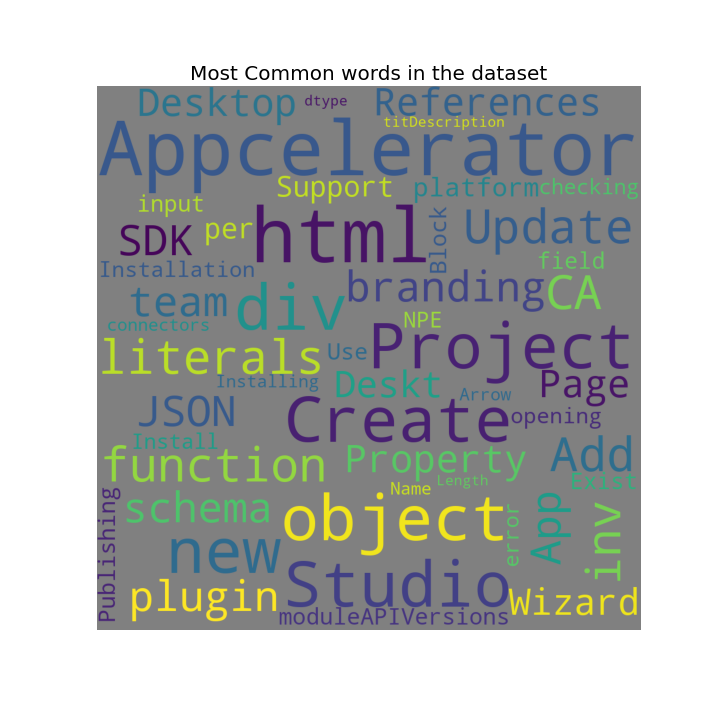 Most Common words in the dataset
Desktop dtype References
titDescription
Appcelerator
Support platform checking
input per html Block Update
SDK
Installation field
team div branding CA
connectors NPE
literals Use Project
Installing Deskt Arrow Page
JSON Create opening
Install
function Property Add
Name Length Exist
schema object error App inv
Publishing new
plugin Studio Wizard
moduleAPIVersions